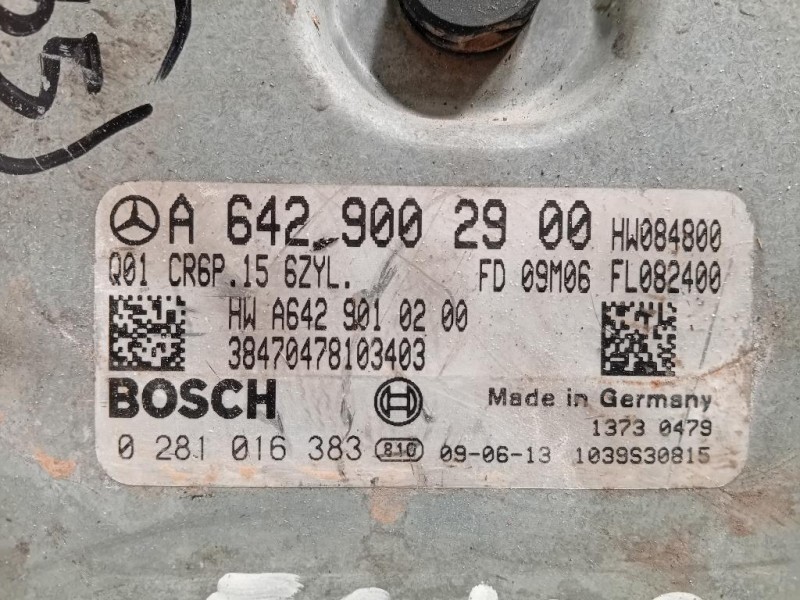 65
A 642 900 29 00 HW084800
Q01 CR6P.15 6ZYL. FD 09M06 FL082400
HW A642 901 02 00
38470478103403
BOSCH Made in Germany
1373 0479
0 281 016 383 810 09-06-13 1039S30815